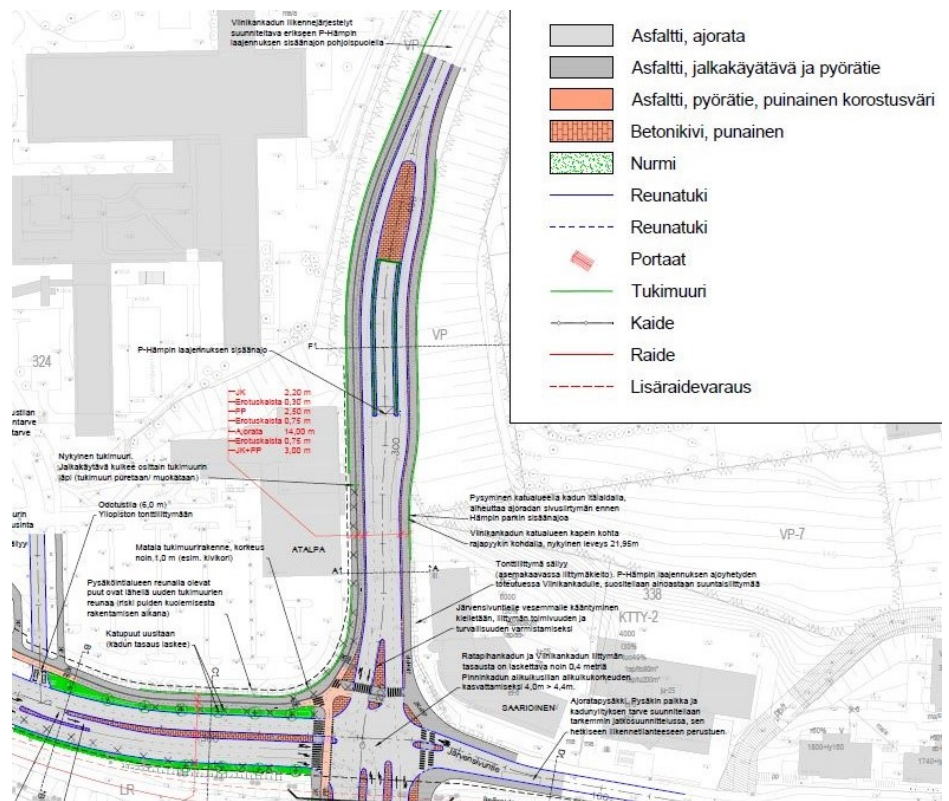 Viinikankadun liikennejärjestelyt
suunniteltava erikseen P-Hämpin
laajennuksen sisäänajon pohjoispuolella
VP
Asfaltti, ajorata
Asfaltti, jalkakäytävä ja pyörätie
Asfaltti, pyörätie, puinainen korostusväri
Betonikivi, punainen
Nurmi
Reunatuki
Reunatuki
Portaat
Tukimuuri
Kaide
Raide
Lisäraidevaraus
324
P-Hämpin laajennuksen sisäänajo
VP
JK 2,20 m
Erotuskaista 0,30 m
PP 2,50 m
Erotuskaista 0,75 m
Ajorata 14,00 m
Erotuskaista 0,75 m
JK+PP 3,00 m
300
Nykyinen tukimuuri.
Jalkakäytävä kulkee osittain tukimuurin
läpi (tukimuuri puretaan/ muokataan)
Odotustila (6,0 m)
Yliopiston tonttiliittymään
Matala tukimuurirakenne, korkeus
noin 1,0 m (esim. kivikori)
ATALPA
Pysäköintialueen reunalla olevat
puut ovat lähellä uuden tukimuurien
reunaa (riski puiden kuolemisesta
rakentamisen aikana)
Katupuut uusitaan
(kadun tasaus laskee)
Pysyminen katualueella kadun itälaidalla,
aiheuttaa ajoradan sivusiirtymän ennen
Hämpin parkin sisäänajoa
Viinikankadun katualueen kapein kohta
rajapyykin kohdalla, nykyinen leveys 21,95m
VP-7
Tonttiliittymä säilyy
(asemakaavassa liittymäkielto). P-Hämpin laajennuksen ajoyhteyden
toteutuessa Viinikankadulle, suositellaan ainoastaan suuntaisliittymää
338
KTTY-2
4000
Järvensivuntielle vasemmalle kääntyminen
kielletään, liittymän toimivuuden ja
turvallisuuden varmistamiseksi
Ratapihankadun ja Viinikankadun liittymän
tasausta on laskettava noin 0,4 metriä
Pinninkadun alikulkusillan alikulkukorkeuden
kasvattamiseksi 4,0m > 4,4m.
SAARIOINEN
Ajoratapysäkki, Pysäkin paikka ja
kadunylityksen tarve suunnitellaan
tarkemmin jatkosuunnittelussa, sen
hetkiseen liikennetilanteeseen perustuen.
Järvensivuntie
100
LR